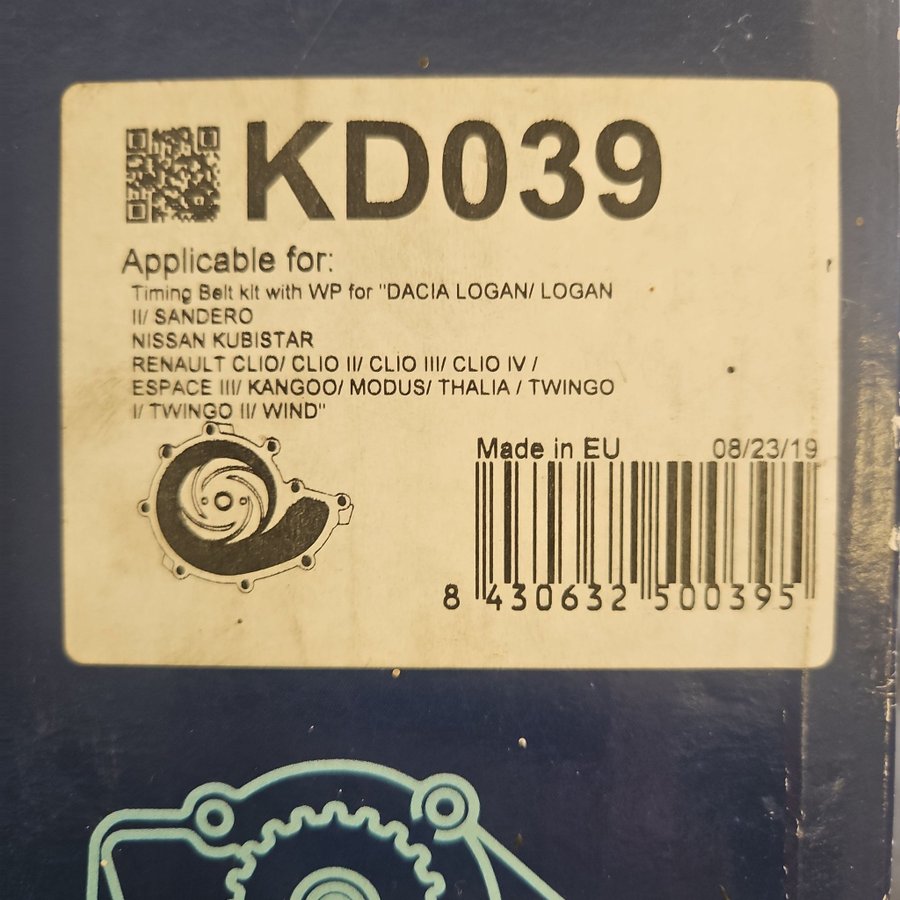 KD039
Applicable for:
Timing Belt kit with WP for "DACIA LOGAN/ LOGAN
II/ SANDERO
NISSAN KUBISTAR
RENAULT CLIO/ CLIO II/ CLIO III/ CLIO IV /
ESPACE III/ KANGOO/ MODUS/ THALIA / TWINGO
I/ TWINGO II/ WIND"
Made in EU 08/23/19
8 430632 500395